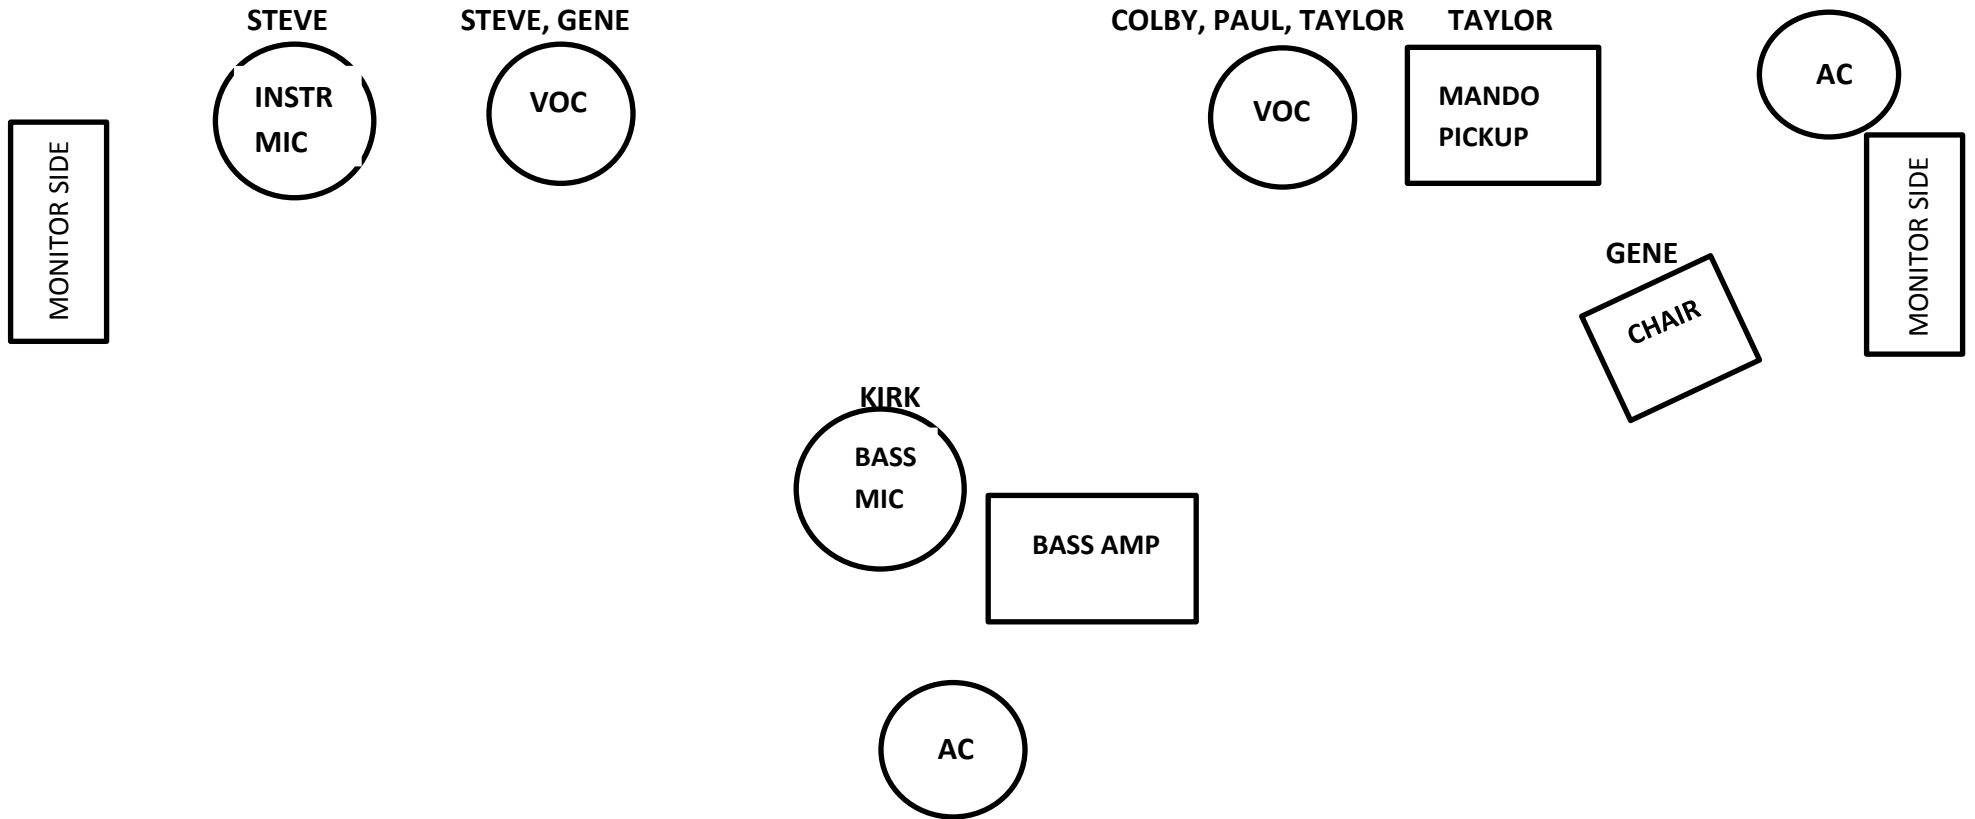 STEVE
STEVE, GENE
COLBY, PAUL, TAYLOR
TAYLOR
INSTR
MIC
VOC
VOC
MANDO
PICKUP
AC
MONITOR SIDE
MONITOR SIDE
GENE
CHAIR
KIRK
BASS
MIC
BASS AMP
AC